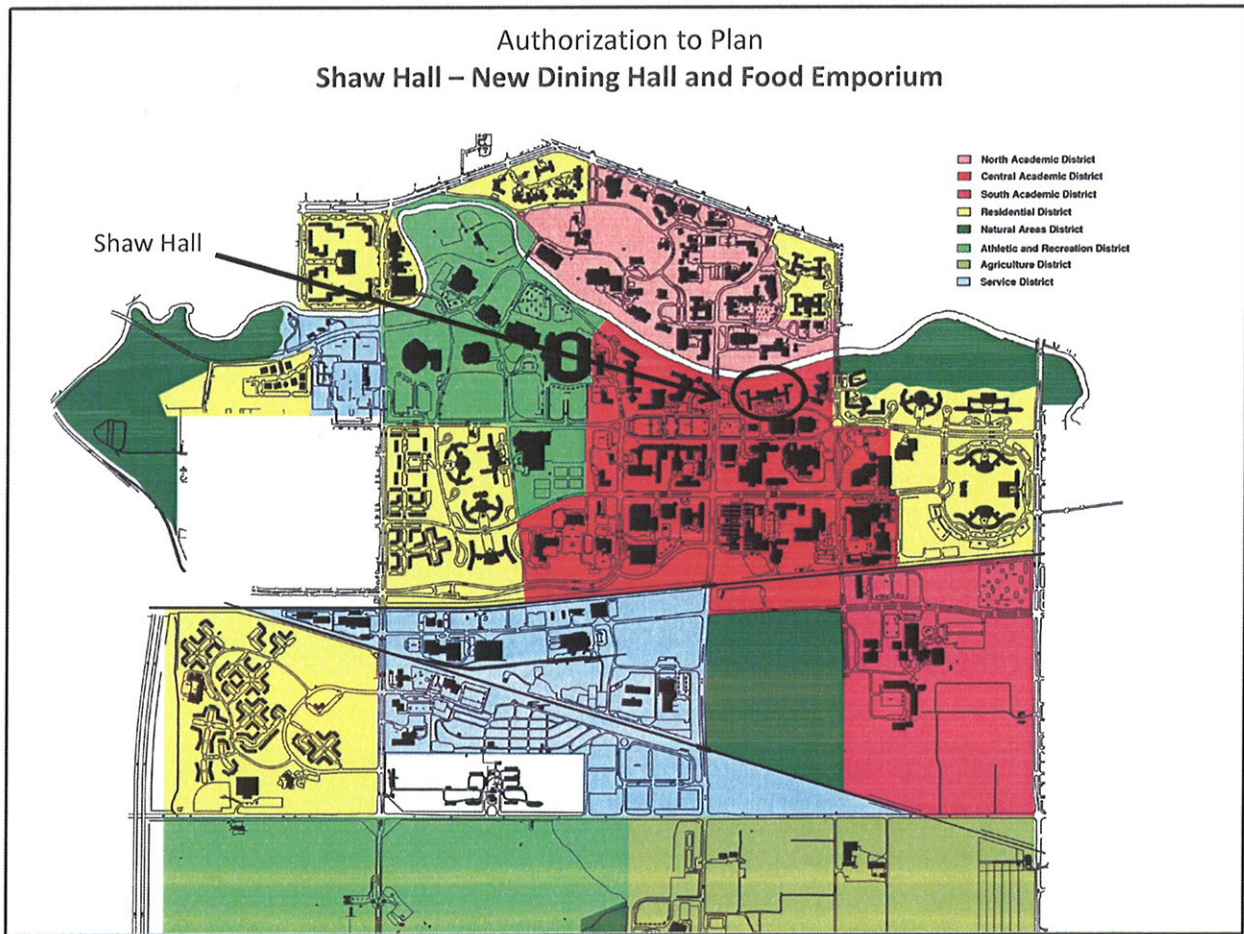 Authorization to Plan
Shaw Hall – New Dining Hall and Food Emporium
North Academic District
Central Academic District
South Academic District
Residential District
Natural Areas District
Athletic and Recreation District
Agriculture District
Service District
Shaw Hall